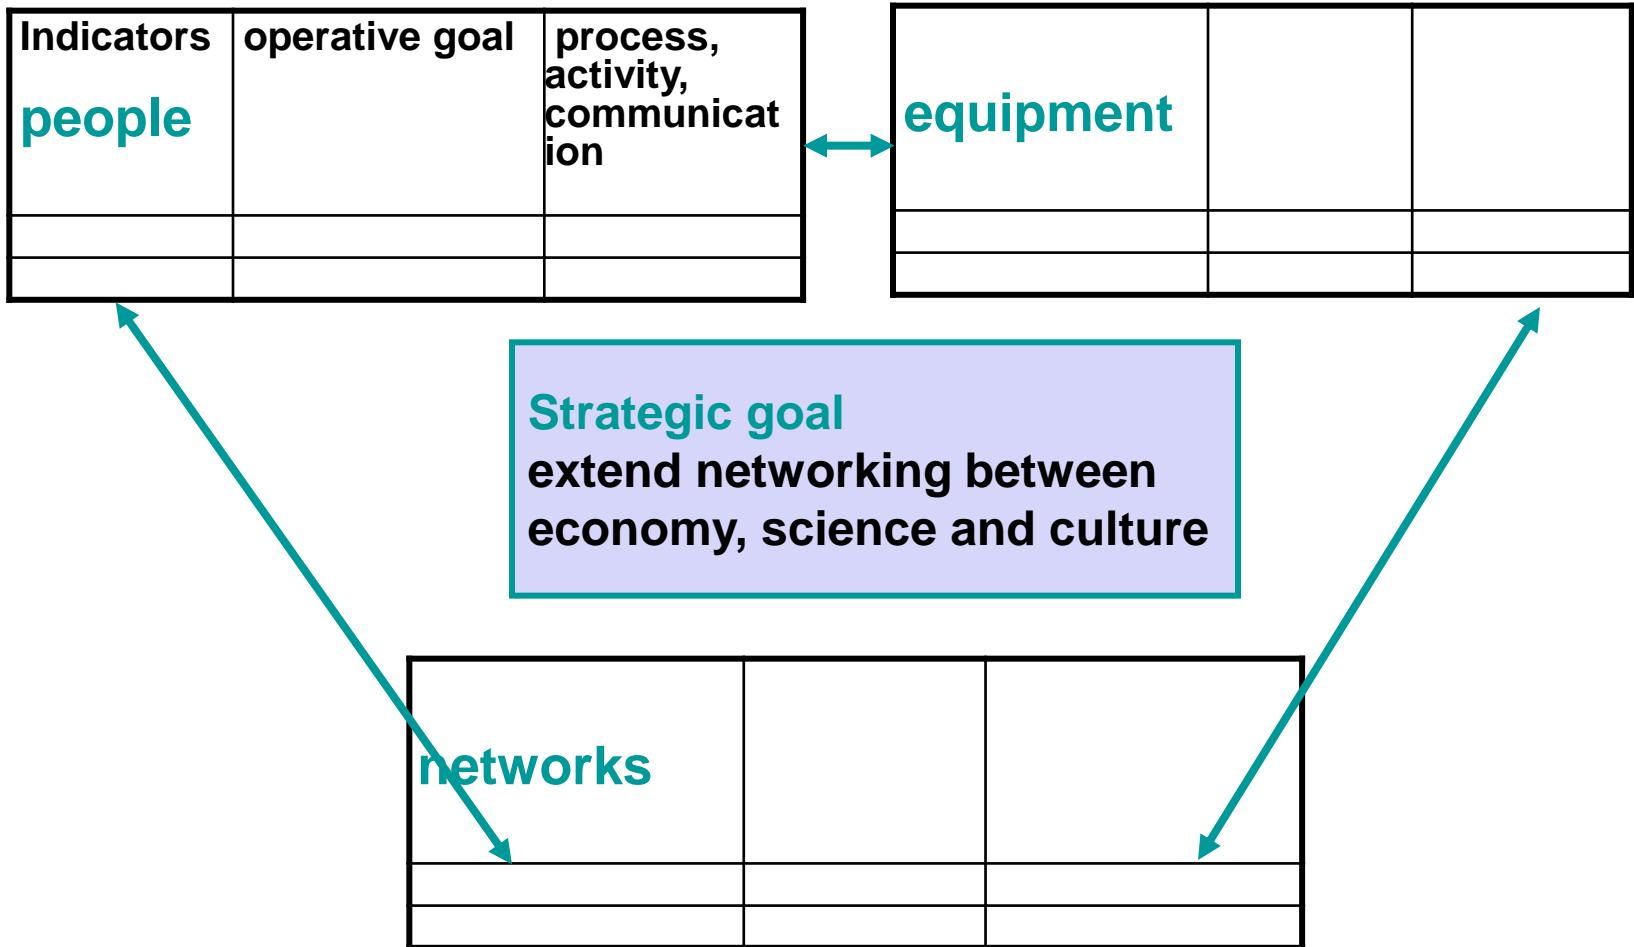 Indicators
people
operative goal
process,
activity,
communicat
ion
equipment
Strategic goal
extend networking between
economy, science and culture
networks